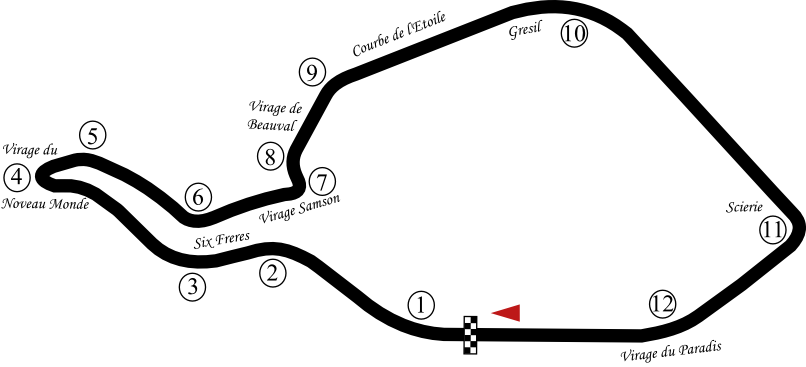 Courbe de l'Etoile
Gresil
10
9
Virage de
Beauval
5
Virage du
4
Noveau Monde
8
7
6
Virage Samson
Scierie
11
Six Freres
3
2
1
12
Virage du Paradis